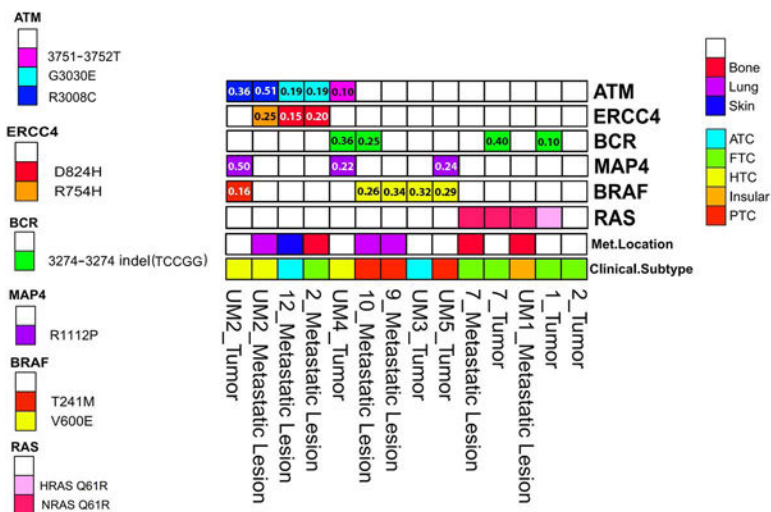 ATM
3751-3752T
G3030E
R3008C
ERCC4
D824H
R754H
BCR
3274-3274 indel(TCCGG)
MAP4
R1112P
BRAF
T241M
V600E
RAS
HRAS Q61R
NRAS Q61R
0.36 0.51 0.19 0.19 0.10 ATM
0.25 0.15 0.20 ERCC4
0.36 0.25 0.40 0.10 BCR
0.50 0.22 0.24 MAP4
0.16 0.26 0.34 0.32 0.29 BRAF
RAS
Met.Location
Clinical.Subtype
UM2_Tumor
UM2_Metastatic Lesion
12_Metastatic Lesion
2_Metastatic Lesion
UM4_Tumor
10_Metastatic Lesion
9_Metastatic Lesion
UM3_Tumor
UM5_Tumor
7_Metastatic Lesion
7_Tumor
UM1_Metastatic Lesion
1_Tumor
2_Tumor
Bone
Lung
Skin
ATC
FTC
HTC
Insular
PTC